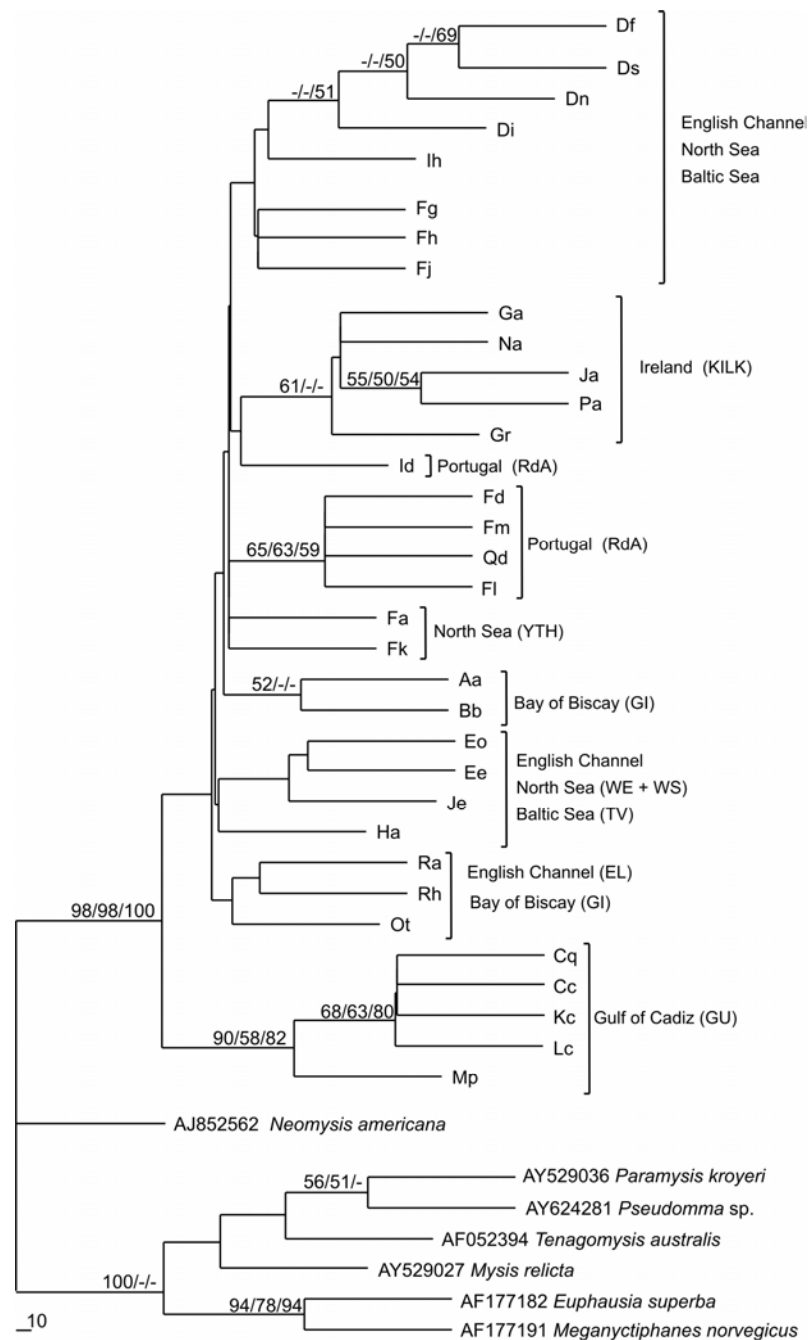 -/-/69
Df
-/-/50
Ds
-/-/51
Dn
English Channel
North Sea
Baltic Sea
Di
Ih
Fg
Fh
Fj
Ga
Na
Ireland (KILK)
55/50/54
Ja
61/-/-
Pa
Gr
Id
Portugal (RdA)
Fd
Fm
Portugal (RdA)
65/63/59
Qd
Fl
Fa
North Sea (YTH)
Fk
52/-/-
Aa
Bay of Biscay (GI)
Bb
Eo
English Channel
Ee
North Sea (WE + WS)
Je
Baltic Sea (TV)
Ha
Ra
English Channel (EL)
Rh
Bay of Biscay (GI)
Ot
98/98/100
Cq
Cc
68/63/80
Kc
Gulf of Cadiz (GU)
90/58/82
Lc
Mp
AJ852562 Neomysis americana
56/51/-
AY529036 Paramysis kroyeri
AY624281 Pseudomma sp.
AF052394 Tenagomysis australis
AY529027 Mysis relicta
100/-/-
94/78/94
AF177182 Euphausia superba
AF177191 Meganyctiphanes norvegicus
10